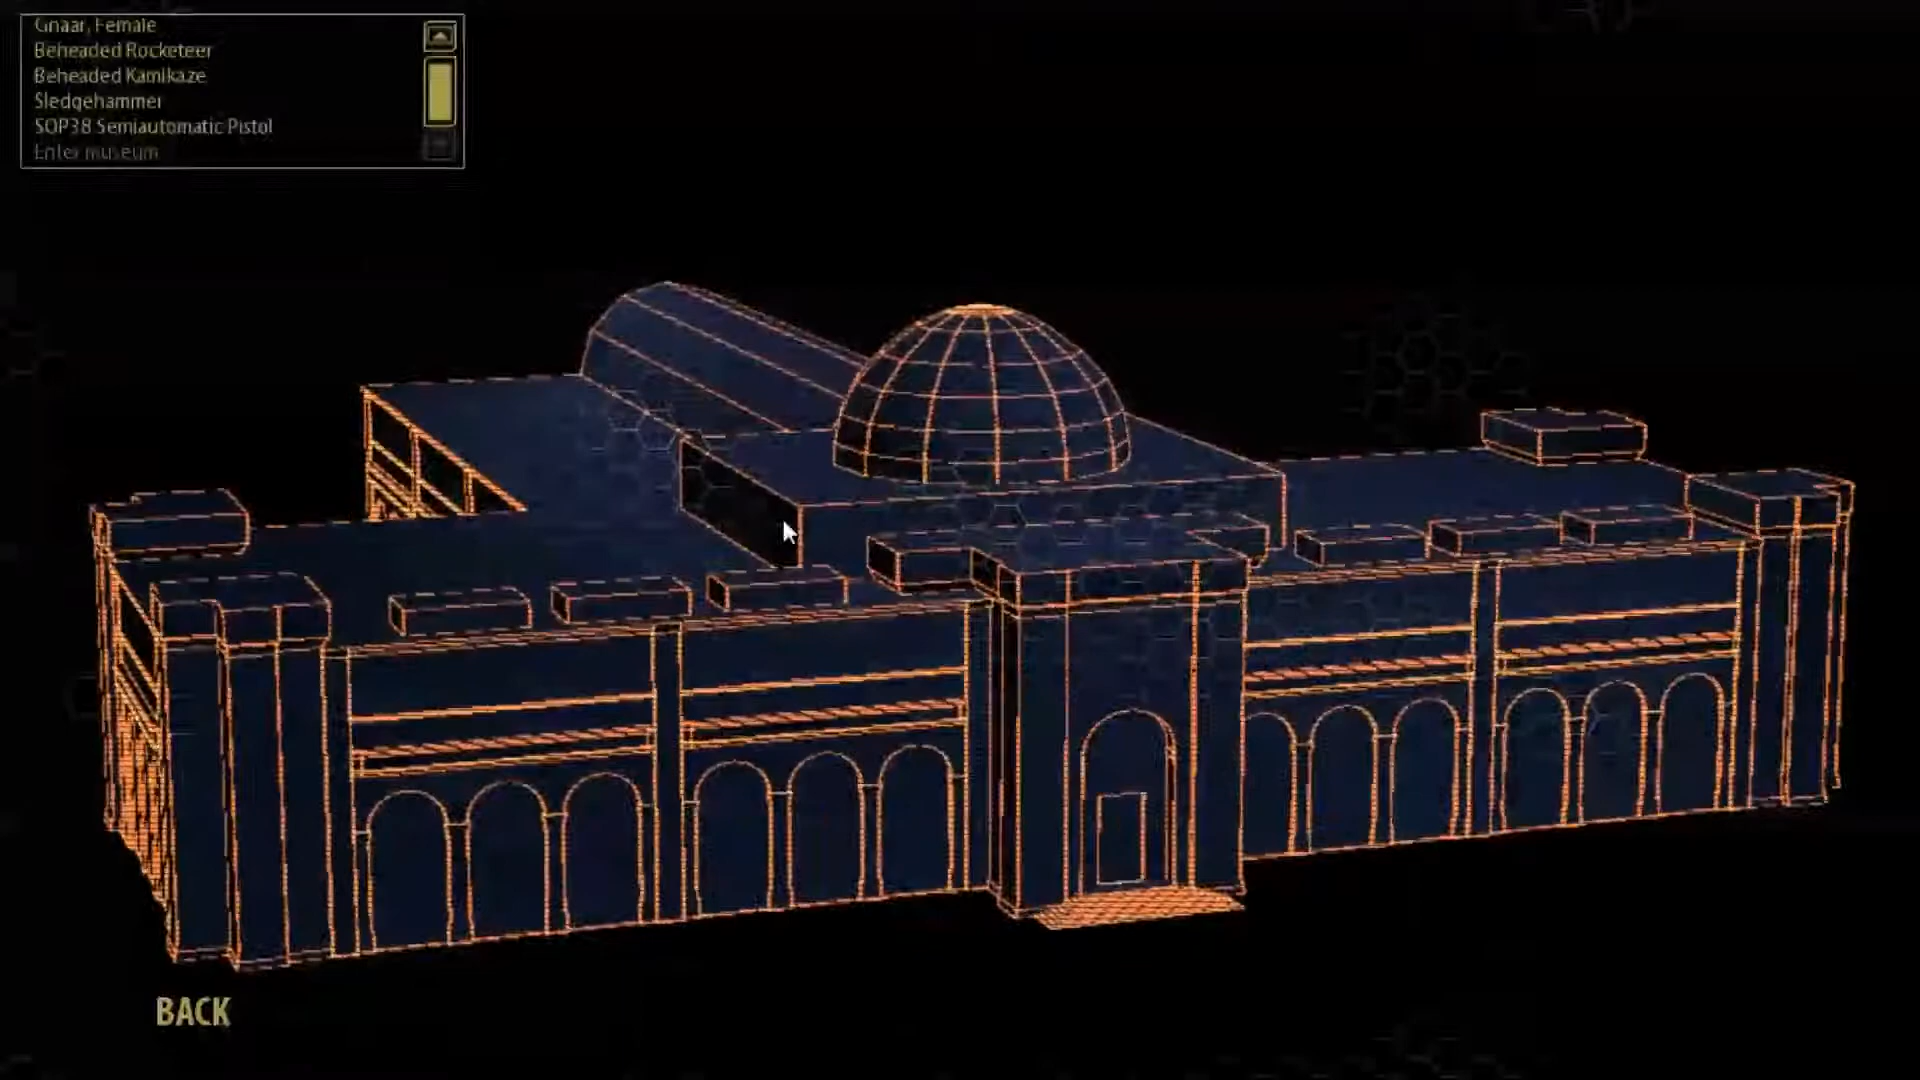 Gnaar, Female
Beheaded Rocketeer
Beheaded Kamikaze
Sledgehammer
SOP38 Semiautomatic Pistol
Enter museum
BACK